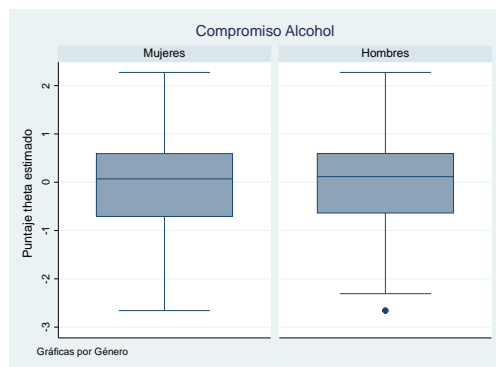 Compromiso Alcohol
Mujeres
Hombres
Puntaje theta estimado
2
1
0
-1
-2
-3
Gráficas por Género